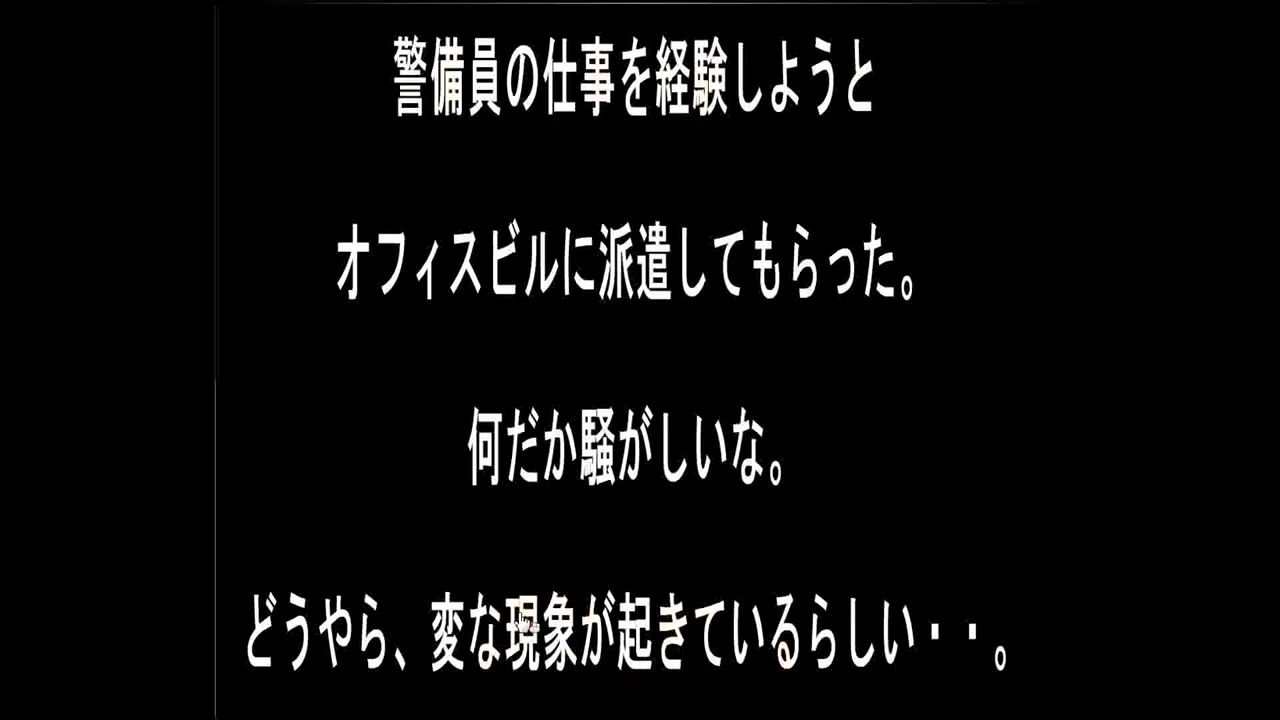 警備員の仕事を経験しようと
オフィスビルに派遣してもらった。
何だか騒がしいな。
どうやら、変な現象が起きているらしい・・。